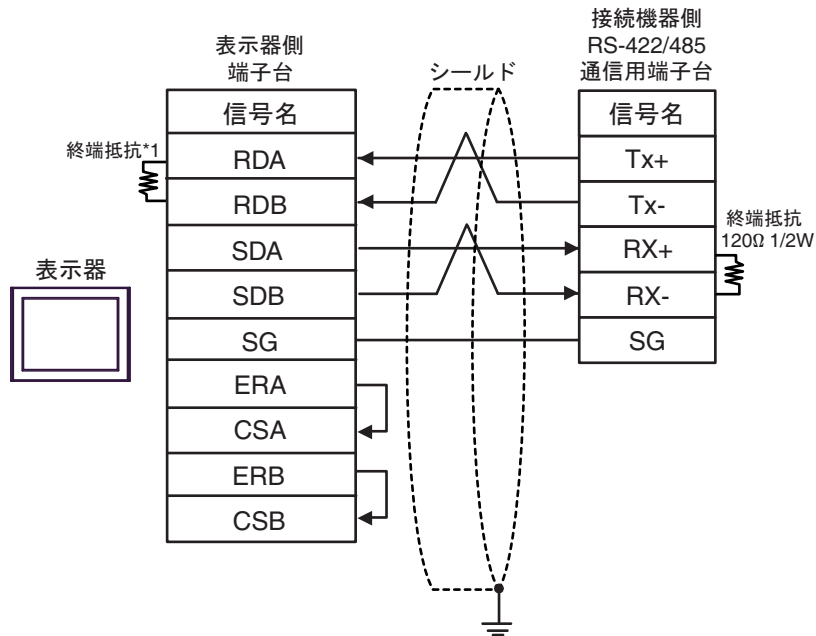 接続機器側
RS-422/485
通信用端子台
表示器側
端子台
シールド
信号名
信号名
終端抵抗*1
RDA
Tx+
RDB
Tx-
終端抵抗
120Ω 1/2W
SDA
RX+
表示器
SDB
RX-
SG
SG
ERA
CSA
ERB
CSB